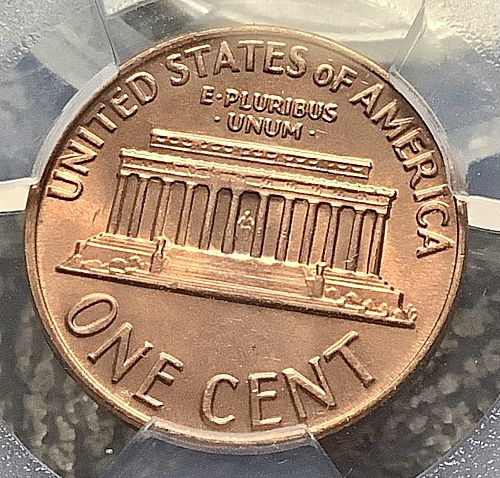 UNITED STATES OF AMERICA
E·PLURIBUS
·UNUM·
ONE CENT